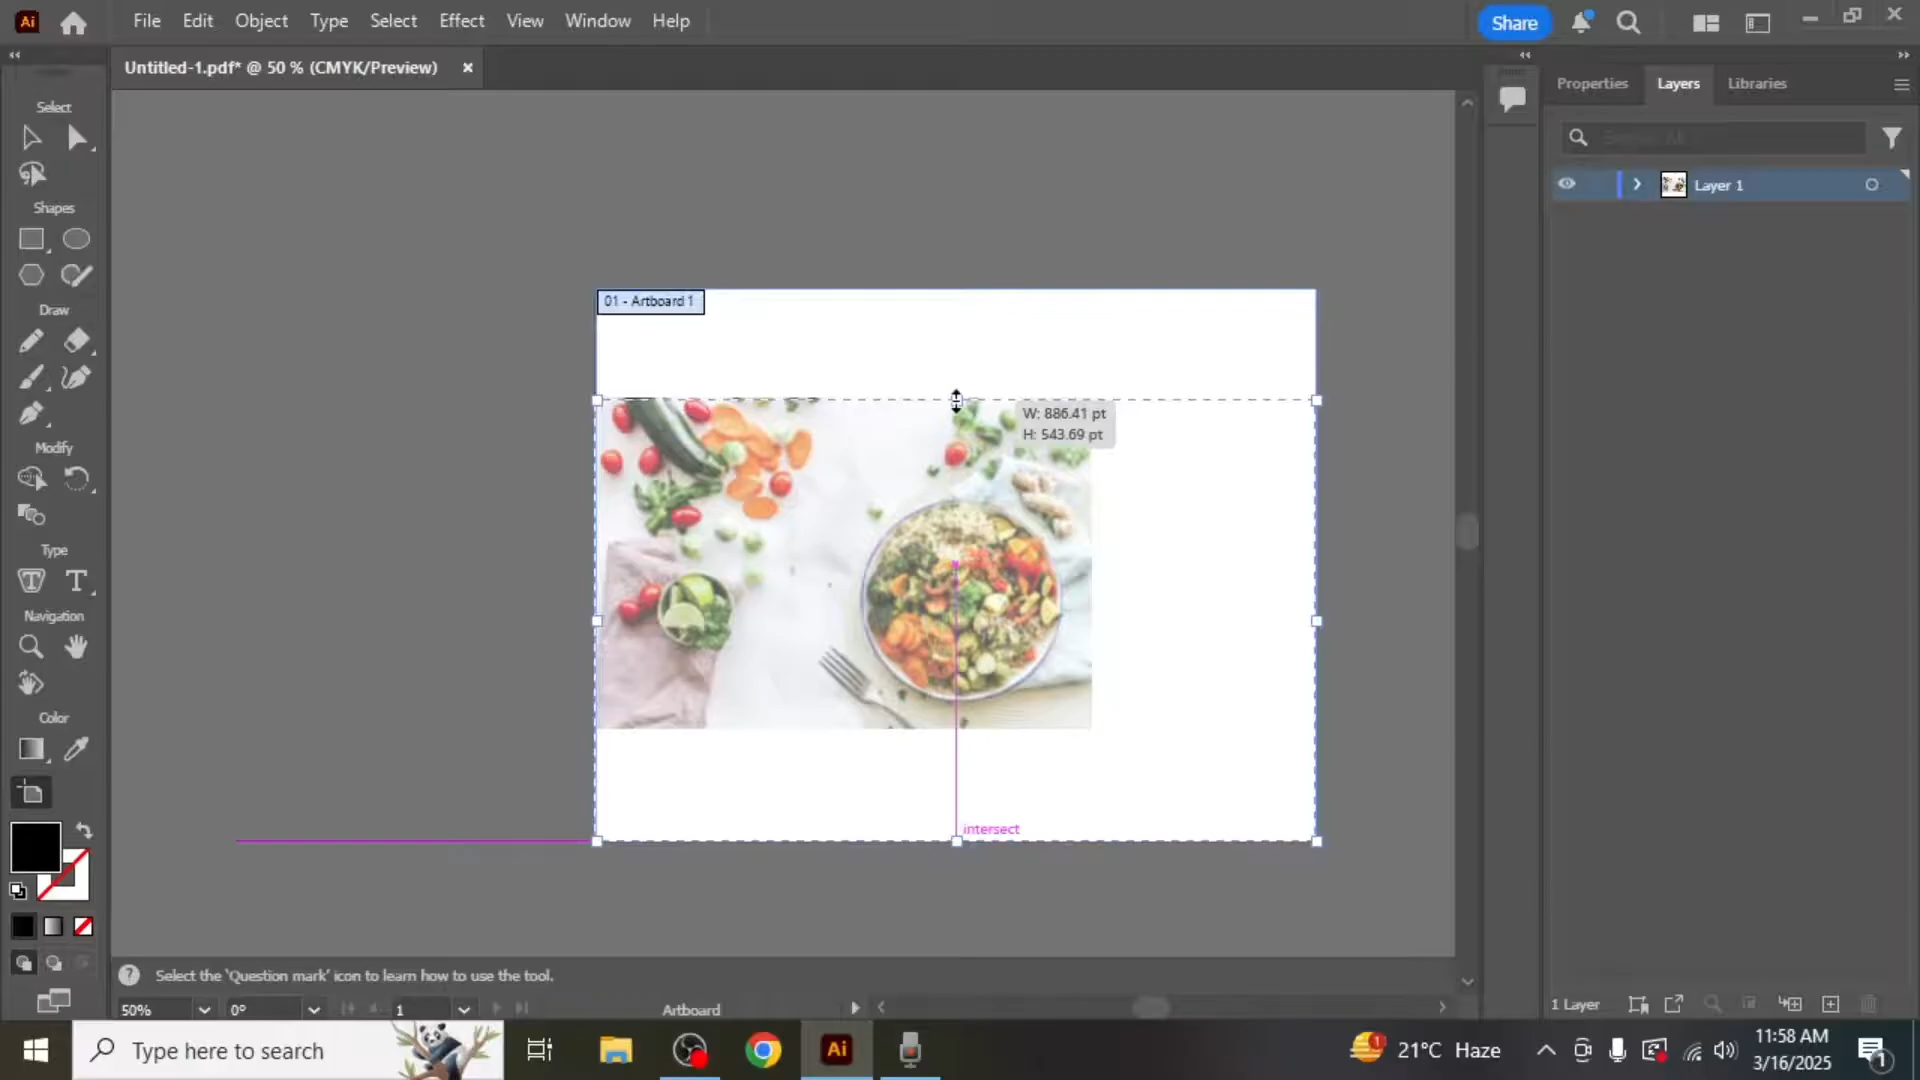 Ai File Edit Object Type Select Effect View Window Help Share
Untitled-1.pdf* @ 50 % (CMYK/Preview) ×
Properties Layers Libraries
Select
Layer 1
Shapes
01 - Artboard 1
Draw
W: 886.41 pt
H: 543.69 pt
Modify
Type
Navigation
Color
intersect
Select the 'Question mark' icon to learn how to use the tool.
50% 0° 1 Artboard
1 Layer
Type here to search
Ai
1
21°C Haze
11:58 AM
3/16/2025
1